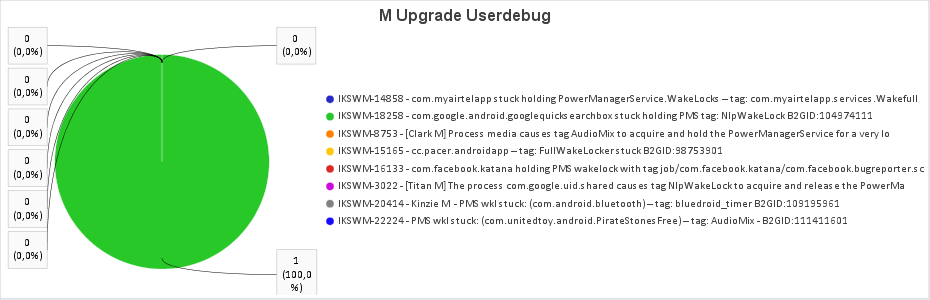 M Upgrade Userdebug
0
(0,0%)
0
(0,0%)
0
(0,0%)
0
(0,0%)
0
(0,0%)
0
(0,0%)
0
(0,0%)
1
(100,0
%)
IKSWM-14858 - com.myairtelapp stuck holding PowerManagerService.WakeLocks -- tag: com.myairtelapp.services.Wakefull
IKSWM-18258 - com.google.android.googlequicksearchbox stuck holding PMS tag: NlpWakeLock B2GID:104974111
IKSWM-8753 - [Clark M] Process media causes tag AudioMix to acquire and hold the PowerManagerService for a very lo
IKSWM-15165 - cc.pacer.androidapp -- tag: FullWakeLocker stuck B2GID:98753901
IKSWM-16133 - com.facebook.katana holding PMS wakelock with tag job/com.facebook.katana/com.facebook.bugreporter.sc
IKSWM-3022 - [Titan M] The process com.google.uid.shared causes tag NlpWakeLock to acquire and release the PowerMa
IKSWM-20414 - Kinzie M - PMS wkl stuck: (com.android.bluetooth) -- tag: bluedroid_timer B2GID:109195961
IKSWM-22224 - PMS wkl stuck: (com.unitedtoy.android.PirateStonesFree) -- tag: AudioMix - B2GID:111411601